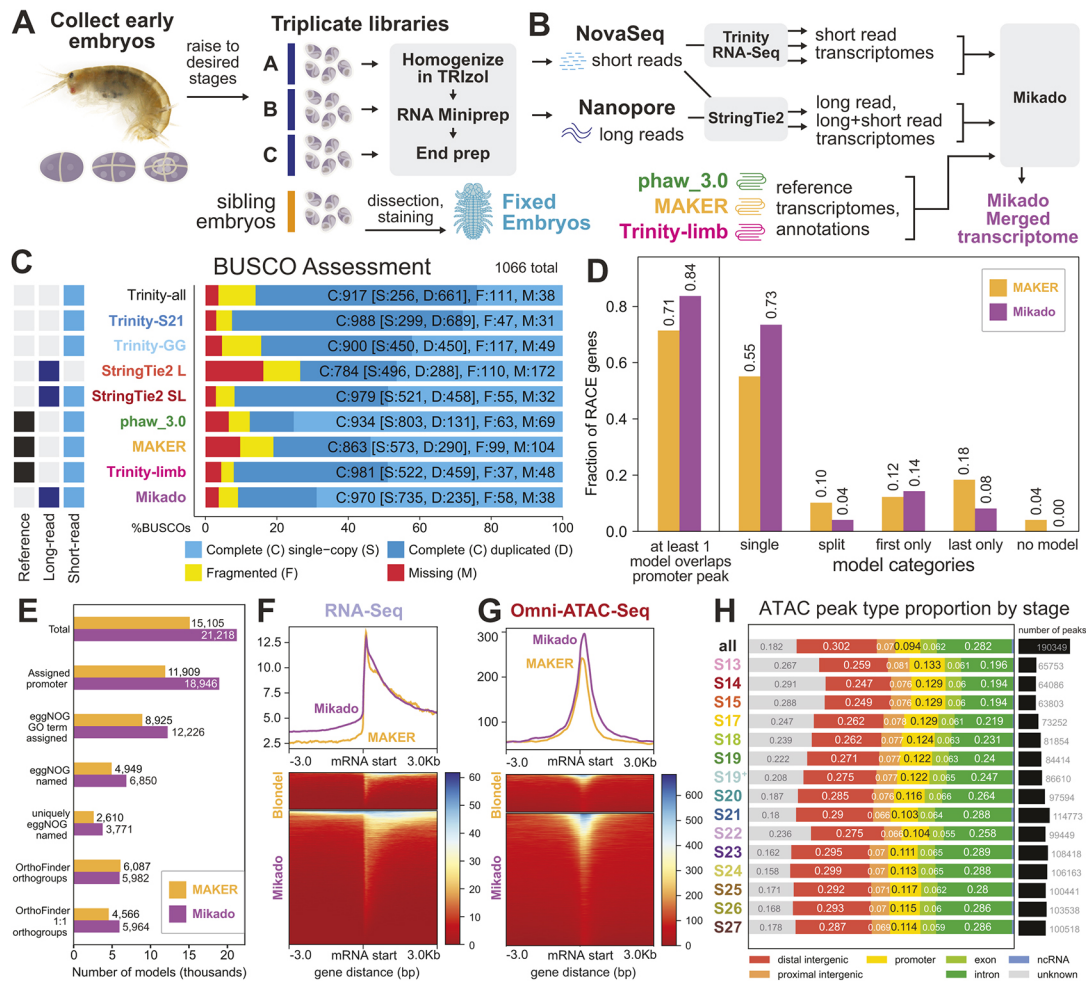 A
Collect early
embryos
raise to
desired
stages
Triplicate libraries
A
B
C
Homogenize
in TRIzol
RNA Miniprep
End prep
sibling
embryos
dissection,
staining
Fixed
Embryos
B
NovaSeq
short reads
Nanopore
long reads
Trinity
RNA-Seq
StringTie2
short read
transcriptomes
long read,
long+short read
transcriptomes
Mikado
phaw_3.0
MAKER
Trinity-limb
reference
transcriptomes,
annotations
Mikado
Merged
transcriptome
C
BUSCO Assessment
1066 total
Trinity-all
C:917 [S:256, D:661], F:111, M:38
Trinity-S21
C:988 [S:299, D:689], F:47, M:31
Trinity-GG
C:900 [S:450, D:450], F:117, M:49
StringTie2 L
C:784 [S:496, D:288], F:110, M:172
StringTie2 SL
C:979 [S:521, D:458], F:55, M:32
phaw_3.0
C:934 [S:803, D:131], F:63, M:69
MAKER
C:863 [S:573, D:290], F:99, M:104
Trinity-limb
C:981 [S:522, D:459], F:37, M:48
Mikado
C:970 [S:735, D:235], F:58, M:38
Reference
Long-read
Short-read
%BUSCOs
0 20 40 60 80 100
Complete (C) single−copy (S)
Complete (C) duplicated (D)
Fragmented (F)
Missing (M)
D
Fraction of RACE genes
0.8
0.6
0.4
0.2
0.0
0.71 0.84
0.55 0.73
0.10 0.04
0.12 0.14
0.18 0.08
0.04 0.00
MAKER
Mikado
at least 1
model overlaps
promoter peak
single split first only last only no model
model categories
E
Total
15,105
21,218
Assigned
promoter
11,909
18,946
eggNOG
GO term
assigned
8,925
12,226
eggNOG
named
4,949
6,850
uniquely
eggNOG
named
2,610
3,771
OrthoFinder
orthogroups
6,087
5,982
OrthoFinder
1:1
orthogroups
4,566
5,964
MAKER
Mikado
0 5 10 15 20
Number of models (thousands)
F
RNA-Seq
12.5
10.0
7.5
5.0
2.5
Mikado
MAKER
-3.0 mRNA start 3.0Kb
Blondel
Mikado
60
50
40
30
20
10
0
-3.0 mRNA start 3.0Kb
gene distance (bp)
G
Omni-ATAC-Seq
300
200
100
Mikado
MAKER
-3.0 mRNA start 3.0Kb
Blondel
Mikado
600
500
400
300
200
100
0
-3.0 mRNA start 3.0Kb
gene distance (bp)
H
ATAC peak type proportion by stage
number of peaks
all 0.182 0.302 0.07 0.094 0.062 0.282 190349
S13 0.267 0.259 0.081 0.133 0.061 0.196 65753
S14 0.291 0.247 0.076 0.129 0.06 0.194 64086
S15 0.288 0.249 0.076 0.129 0.06 0.194 63803
S17 0.247 0.262 0.078 0.129 0.061 0.219 73252
S18 0.239 0.262 0.077 0.124 0.063 0.231 81854
S19 0.222 0.271 0.077 0.122 0.063 0.24 84414
S19+ 0.208 0.275 0.077 0.122 0.065 0.247 86610
S20 0.187 0.285 0.076 0.116 0.066 0.264 97594
S21 0.18 0.29 0.066 0.103 0.064 0.288 114773
S22 0.236 0.275 0.066 0.104 0.055 0.258 99449
S23 0.162 0.295 0.07 0.111 0.065 0.289 108418
S24 0.158 0.299 0.07 0.113 0.065 0.288 106163
S25 0.171 0.292 0.071 0.117 0.062 0.28 100441
S26 0.168 0.293 0.07 0.115 0.06 0.286 103538
S27 0.178 0.287 0.069 0.114 0.059 0.286 100518
distal intergenic
promoter
exon
ncRNA
proximal intergenic
intron
unknown